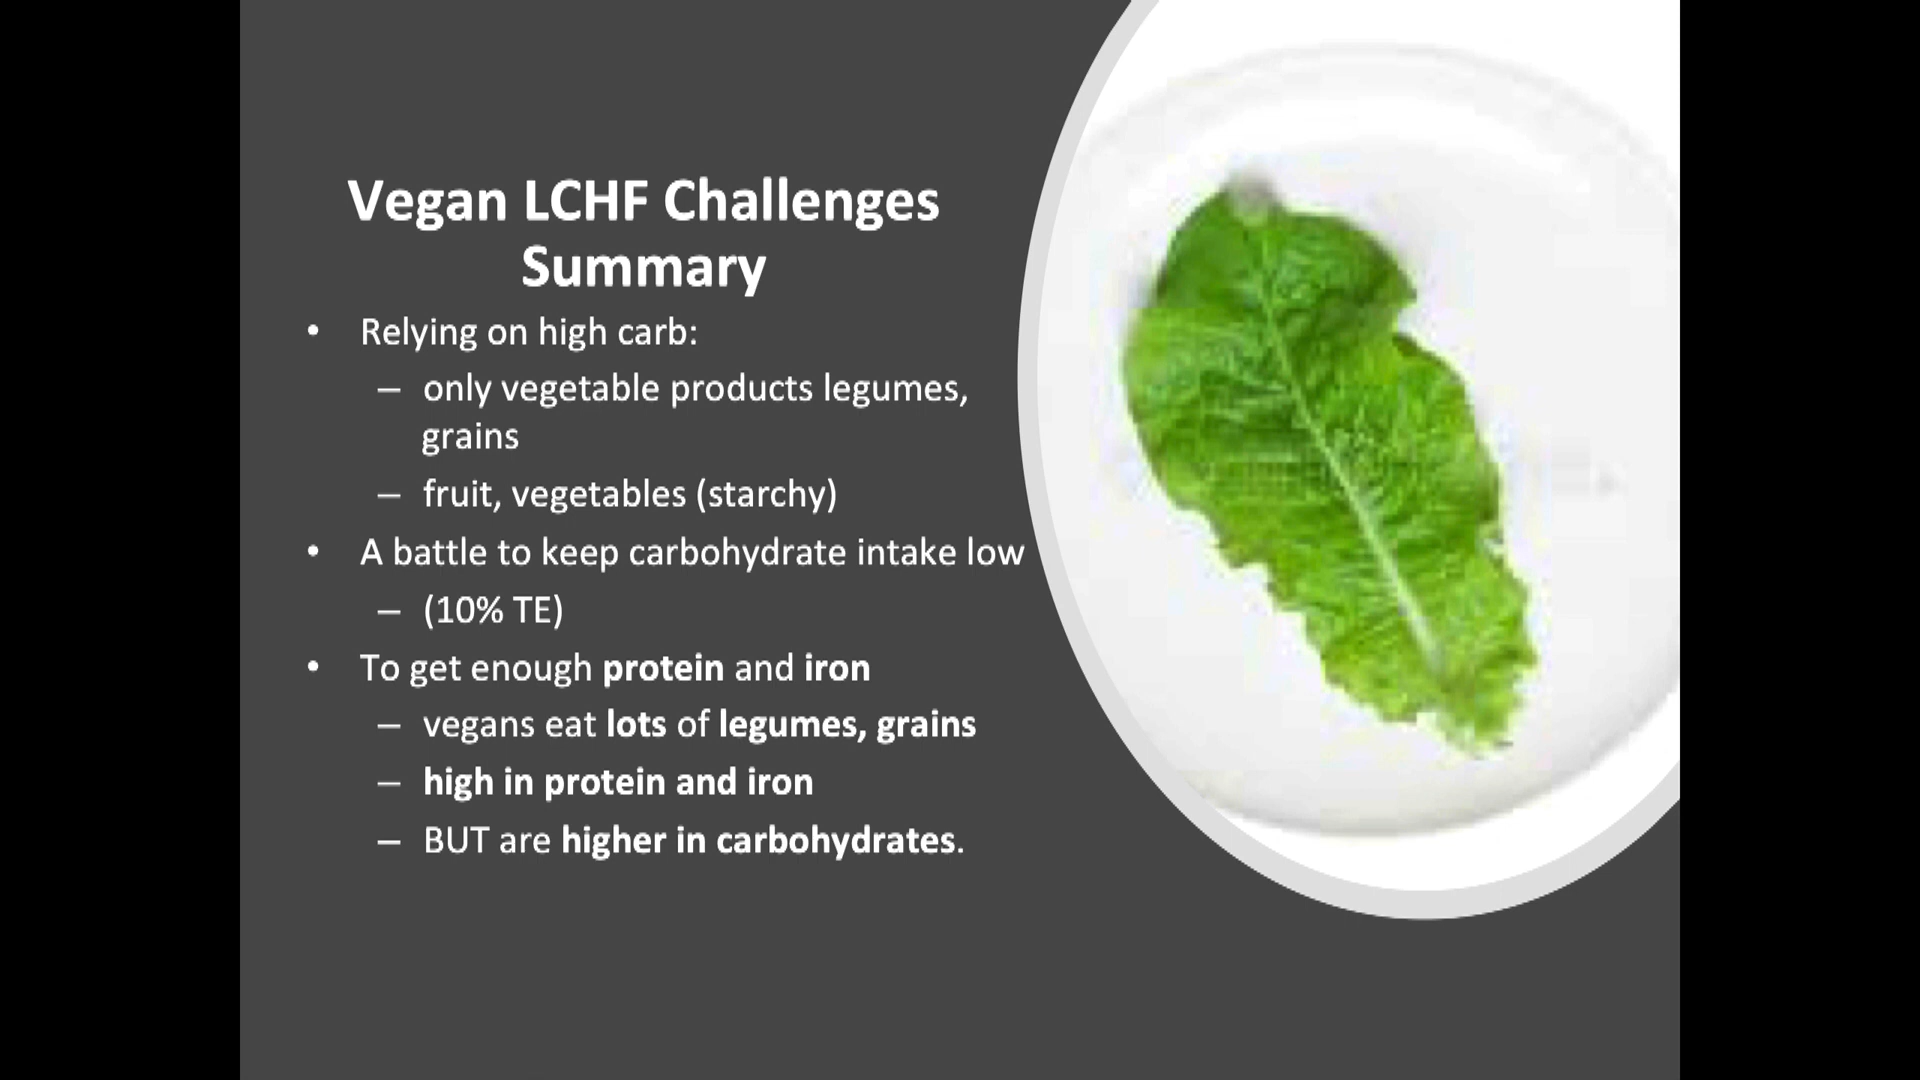 Vegan LCHF Challenges
Summary
• Relying on high carb:
– only vegetable products legumes,
grains
– fruit, vegetables (starchy)
• A battle to keep carbohydrate intake low
– (10% TE)
• To get enough protein and iron
– vegans eat lots of legumes, grains
– high in protein and iron
– BUT are higher in carbohydrates.